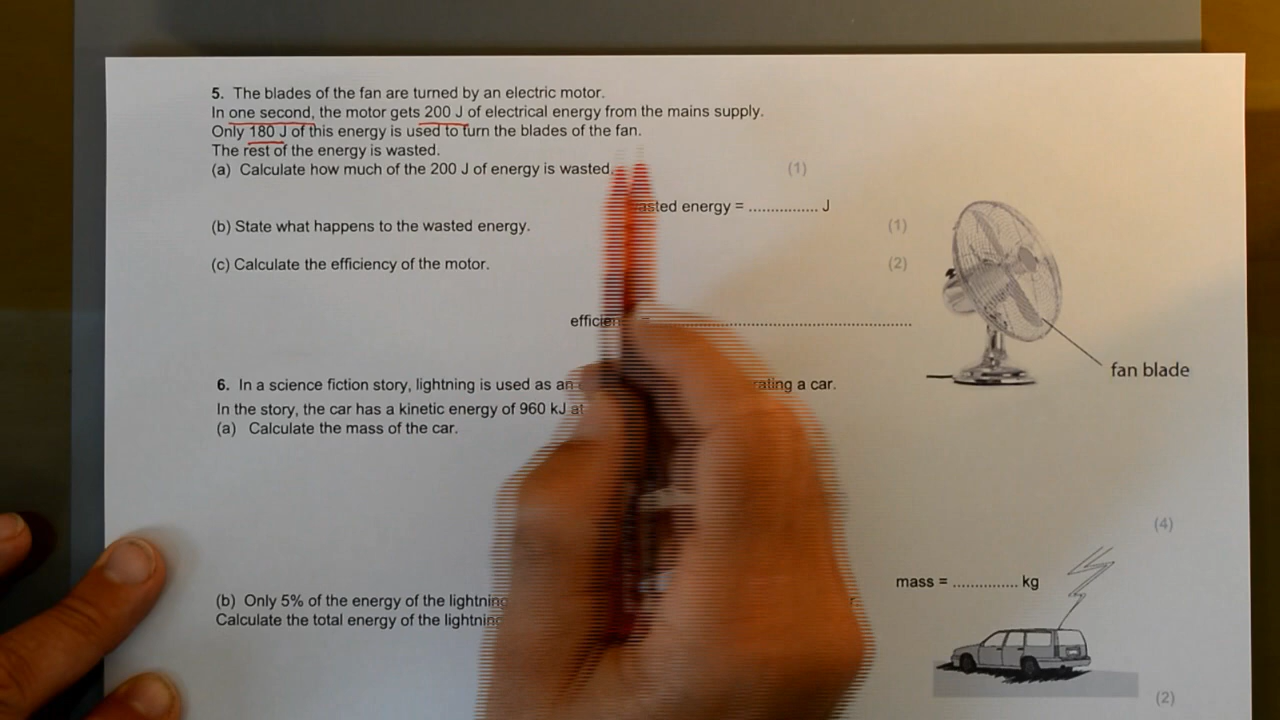 5. The blades of the fan are turned by an electric motor.
In one second, the motor gets 200 J of electrical energy from the mains supply.
Only 180 J of this energy is used to turn the blades of the fan.
The rest of the energy is wasted.
(a) Calculate how much of the 200 J of energy is wasted. (1)
energy = ................ J
(b) State what happens to the wasted energy. (1)
(c) Calculate the efficiency of the motor. (2)
fan blade
6. In a science fiction story, lightning is used as an a car.
In the story, the car has a kinetic energy of 960 kJ at
(a) Calculate the mass of the car.
(4)
mass = .............. kg
(b) Only 5% of the energy of the
Calculate the total energy of the
(2)